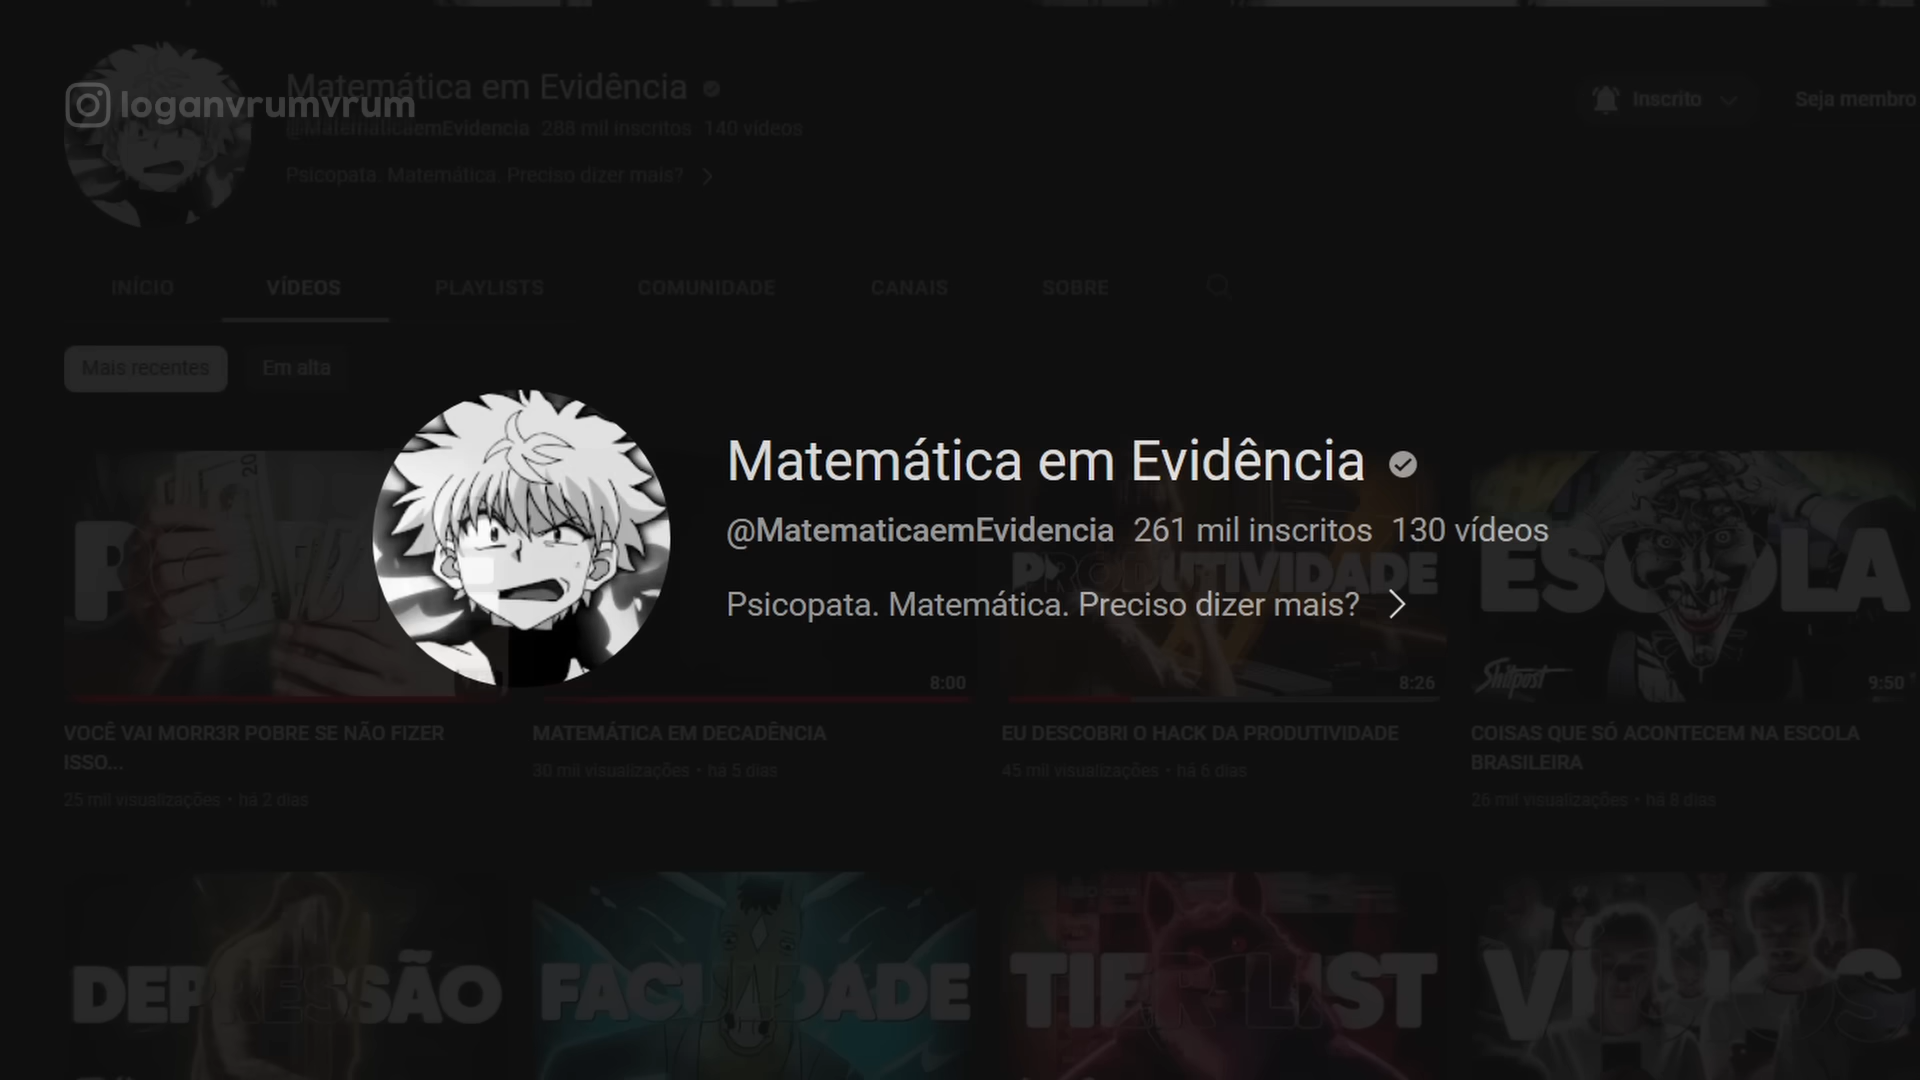 Matemática em Evidência
loganvrumvrum
@MatematicaemEvidencia 288 mil inscritos 140 vídeos
Psicopata. Matemática. Preciso dizer mais?
Inscrito
Seja membro
INÍCIO
VÍDEOS
PLAYLISTS
COMUNIDADE
CANAIS
SOBRE
Mais recentes
Em alta
Matemática em Evidência
@MatematicaemEvidencia 261 mil inscritos 130 vídeos
Psicopata. Matemática. Preciso dizer mais?
20
PRODUTIVIDADE
ESCOLA
Shitpost
8:00
8:26
9:50
VOCÊ VAI MORR3R POBRE SE NÃO FIZER
ISSO...
25 mil visualizações • há 2 dias
MATEMÁTICA EM DECADÊNCIA
30 mil visualizações • há 5 dias
EU DESCOBRI O HACK DA PRODUTIVIDADE
45 mil visualizações • há 6 dias
COISAS QUE SÓ ACONTECEM NA ESCOLA
BRASILEIRA
26 mil visualizações • há 8 dias
DEPRESSÃO
FACULDADE
TIER LIST